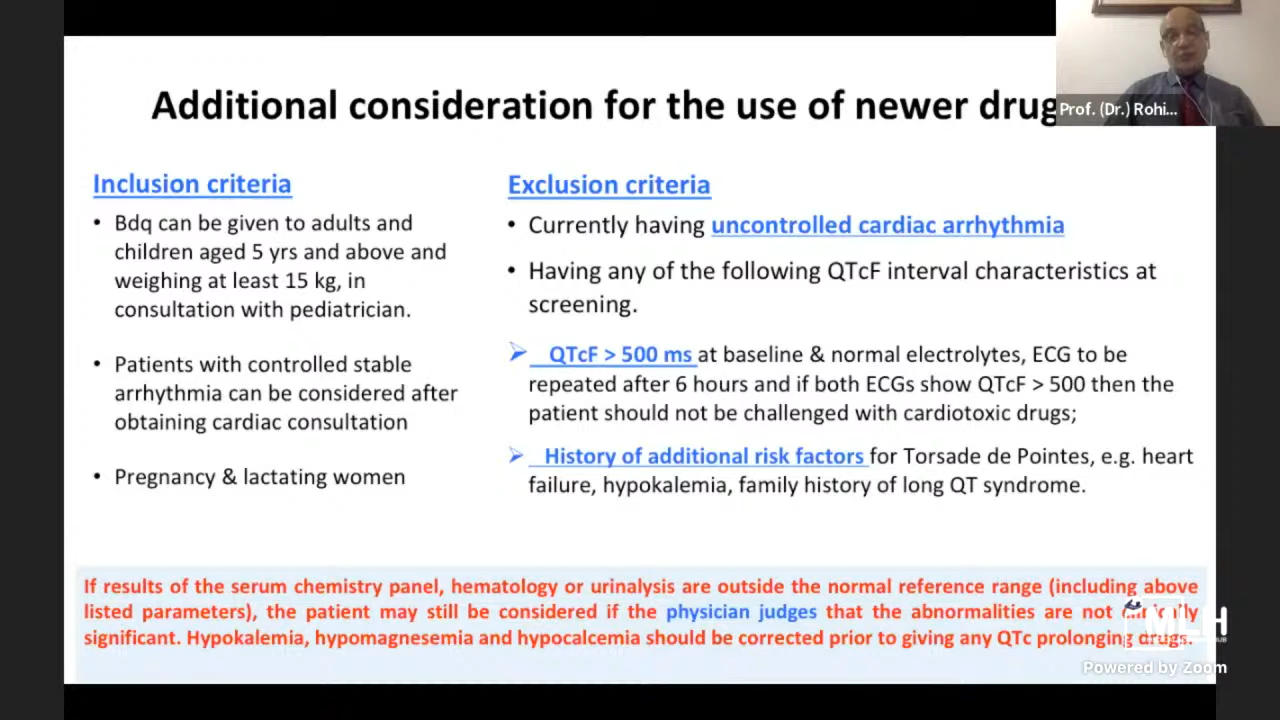 Additional consideration for the use of newer drug
Prof. (Dr.) Rohi...
Inclusion criteria
• Bdq can be given to adults and
children aged 5 yrs and above and
weighing at least 15 kg, in
consultation with pediatrician.
• Patients with controlled stable
arrhythmia can be considered after
obtaining cardiac consultation
• Pregnancy & lactating women
Exclusion criteria
• Currently having uncontrolled cardiac arrhythmia
• Having any of the following QTcF interval characteristics at
screening.
➢ QTcF > 500 ms at baseline & normal electrolytes, ECG to be
repeated after 6 hours and if both ECGs show QTcF > 500 then the
patient should not be challenged with cardiotoxic drugs;
➢ History of additional risk factors for Torsade de Pointes, e.g. heart
failure, hypokalemia, family history of long QT syndrome.
If results of the serum chemistry panel, hematology or urinalysis are outside the normal reference range (including above
listed parameters), the patient may still be considered if the physician judges that the abnormalities are not clinically
significant. Hypokalemia, hypomagnesemia and hypocalcemia should be corrected prior to giving any QTc prolonging drugs.
MLH
Powered by Zoom